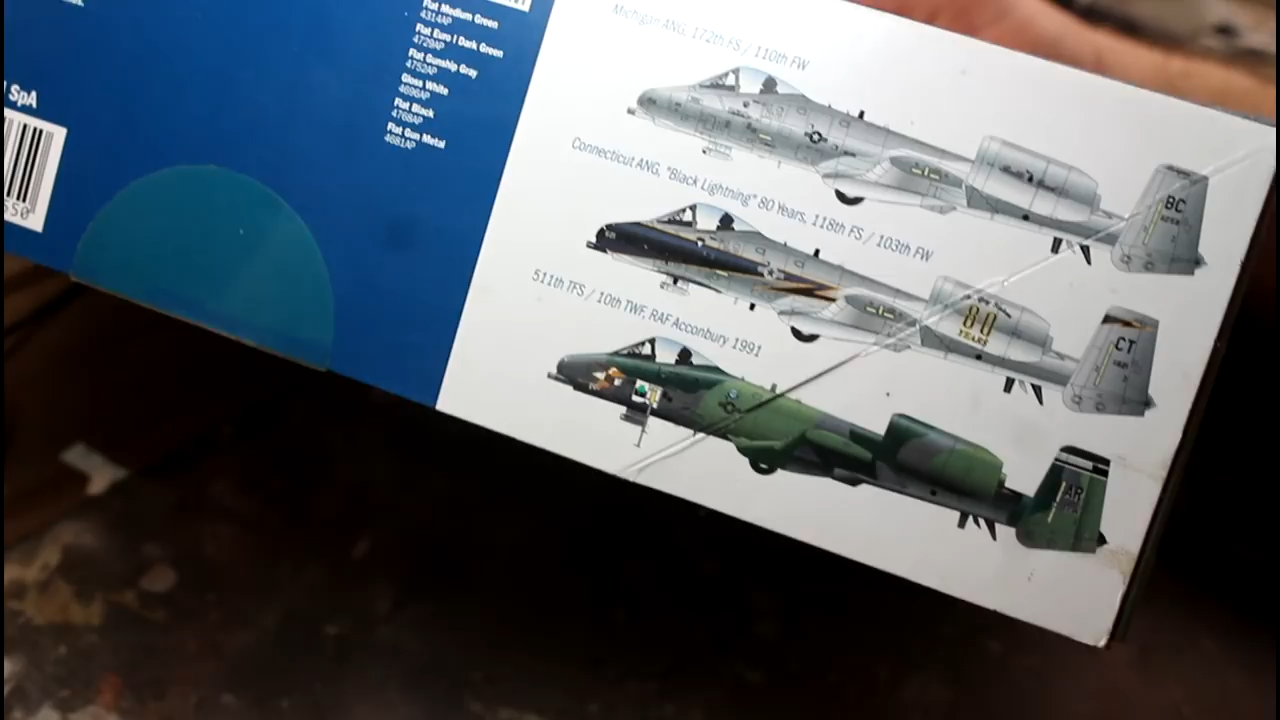 SpA
550
Flat Medium Green
4314AP
Flat Euro I Dark Green
4729AP
Flat Gunship Gray
4752AP
Gloss White
4696AP
Flat Black
4768AP
Flat Gun Metal
4681AP
Michigan ANG, 172th FS / 110th FW
BC
Connecticut ANG, "Black Lightning" 80 Years, 118th FS / 103th FW
80
YEARS
CT
511th TFS / 10th TWF, RAF Acconbury 1991
AR